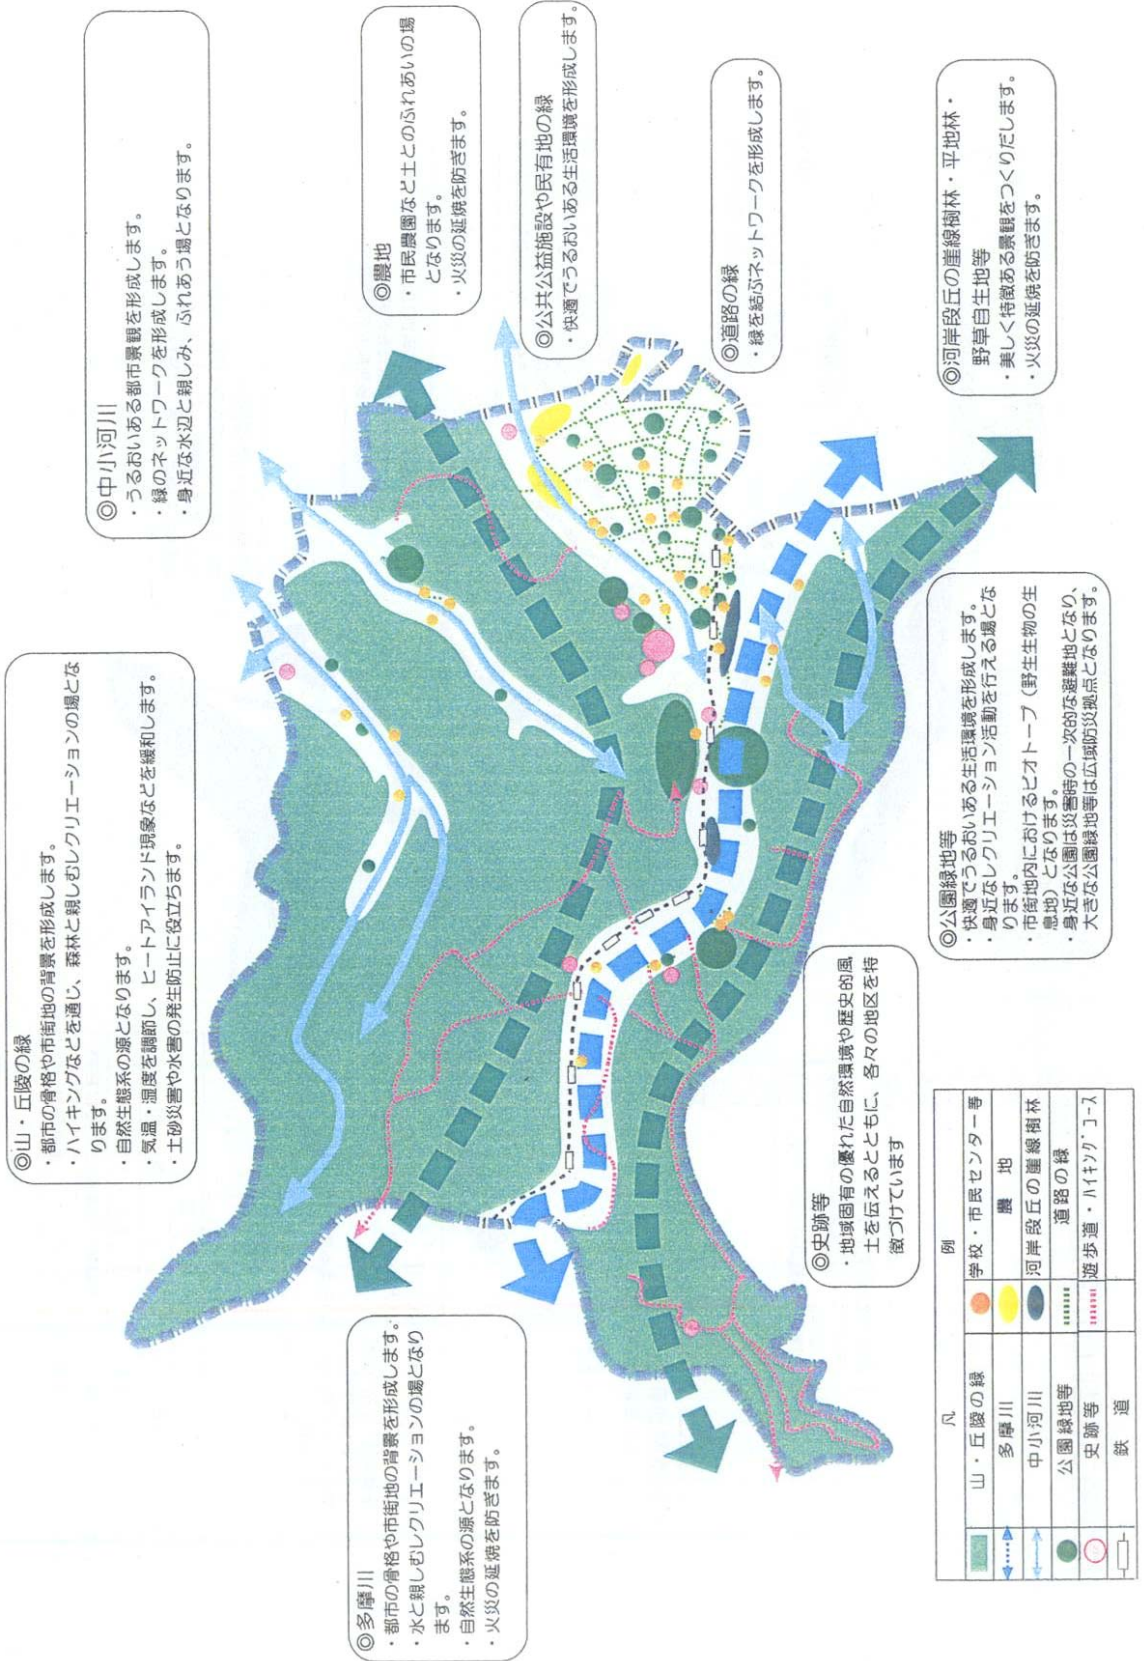 ◎山・丘陵の緑
・都市の骨格や市街地の背景を形成します。
・ハイキングなどを通じ、森林と親しむレクリエーションの場とな
ります。
・自然生態系の源となります。
・気温・湿度を調節し、ヒートアイランド現象などを緩和します。
・土砂災害や水害の発生防止に役立ちます。
◎中小河川
・うるおいある都市景観を形成します。
・緑のネットワークを形成します。
・身近な水辺と親しみ、ふれあう場となります。
◎多摩川
・都市の骨格や市街地の背景を形成します。
・水と親しむレクリエーションの場となり
ます。
・自然生態系の源となります。
・火災の延焼を防ぎます。
◎農地
・市民農園など土とのふれあいの場
となります。
・火災の延焼を防ぎます。
◎公共公益施設や民有地の緑
・快適でうるおいある生活環境を形成します。
◎道路の緑
・緑を結ぶネットワークを形成します。
◎史跡等
・地域固有の優れた自然環境や歴史的風
土を伝えるとともに、各々の地区を特
徴づけています
◎公園緑地等
・快適でうるおいある生活環境を形成します。
・身近なレクリエーション活動を行える場とな
ります。
・市街地内におけるビオトープ（野生生物の生
息地）となります。
・身近な公園は災害時の一次的な避難地となり、
大きな公園緑地等は広域防災拠点となります。
◎河岸段丘の崖線樹林・平地林・
野草自生地等
・美しく特徴ある景観をつくりだします。
・火災の延焼を防ぎます。
凡 例
山・丘陵の緑 学校・市民センター等
多摩川 農 地
中小河川 河岸段丘の崖線樹林
公園緑地等 道路の緑
史跡等 遊歩道・ハイキングコース
鉄 道